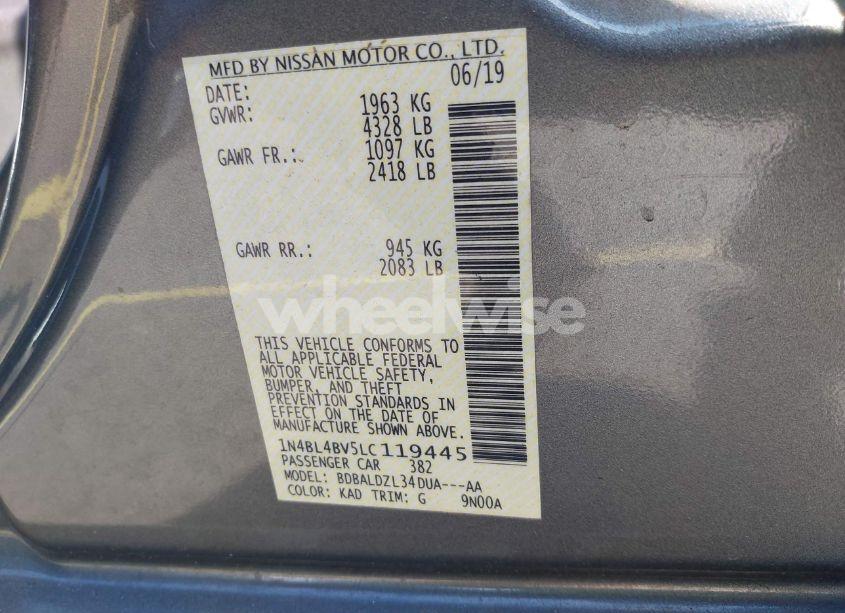 MFD BY NISSAN MOTOR CO., LTD.
DATE: 06/19
GVWR: 1963 KG
4328 LB
GAWR FR.: 1097 KG
2418 LB
GAWR RR.: 945 KG
2083 LB
wheelwise
THIS VEHICLE CONFORMS TO
ALL APPLICABLE FEDERAL
MOTOR VEHICLE SAFETY,
BUMPER, AND THEFT
PREVENTION STANDARDS IN
EFFECT ON THE DATE OF
MANUFACTURE SHOWN ABOVE.
1N4BL4BV5LC119445
PASSENGER CAR 382
MODEL: BDBALDZL34DUA---AA
COLOR: KAD TRIM: G 9N00A